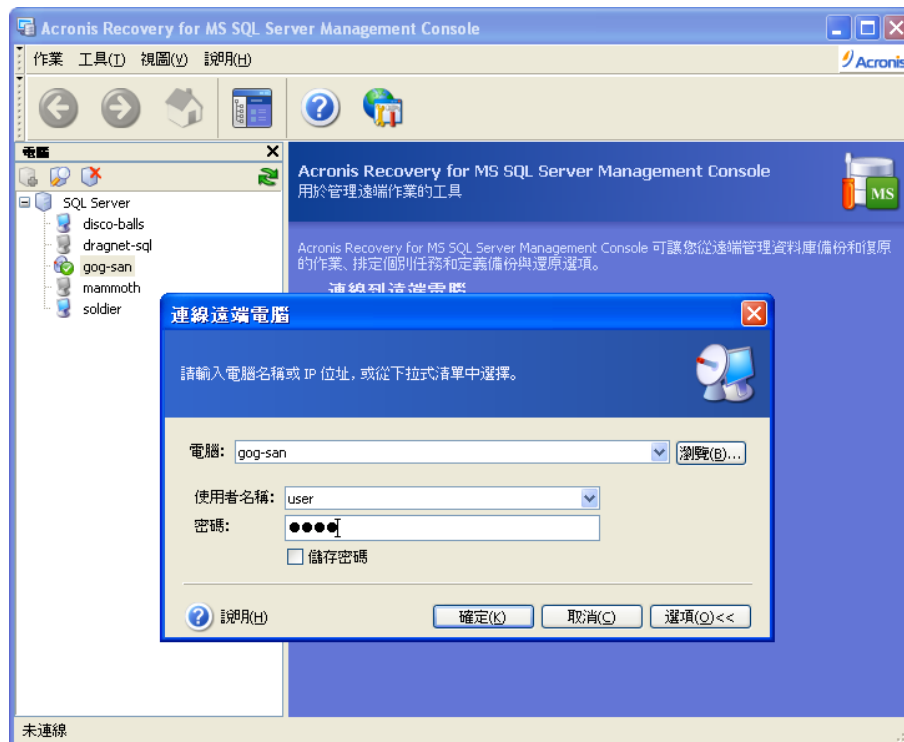 Acronis Recovery for MS SQL Server Management Console
作業 工具(T) 視圖(V) 說明(H)
Acronis
電腦
SQL Server
disco-balls
dragnet-sql
gog-san
mammoth
soldier
Acronis Recovery for MS SQL Server Management Console
用於管理遠端作業的工具
MS
Acronis Recovery for MS SQL Server Management Console 可讓您從遠端管理資料庫備份和復原
的作業、排定個別任務和定義備份與還原選項。
連線到遠端電腦
連線遠端電腦
請輸入電腦名稱或 IP 位址, 或從下拉式清單中選擇。
電腦: gog-san 瀏覽(B)...
使用者名稱: user
密碼: ●●●●
儲存密碼
說明(H) 確定(K) 取消(C) 選項(O)<<
未連線